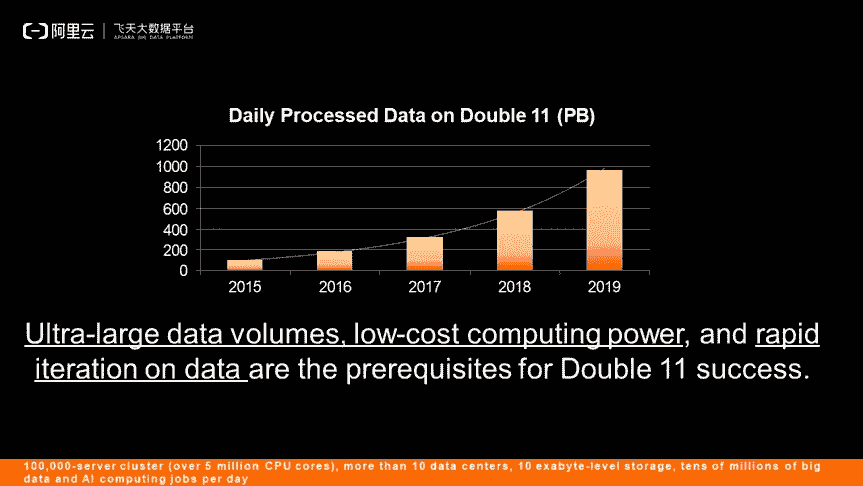 阿里云 | 飞天大数据平台
APSARA BIG DATA PLATFORM
Daily Processed Data on Double 11 (PB)
1200
1000
800
600
400
200
0
2015 2016 2017 2018 2019
Ultra-large data volumes, low-cost computing power, and rapid
iteration on data are the prerequisites for Double 11 success.
100,000-server cluster (over 5 million CPU cores), more than 10 data centers, 10 exabyte-level storage, tens of millions of big
data and AI computing jobs per day